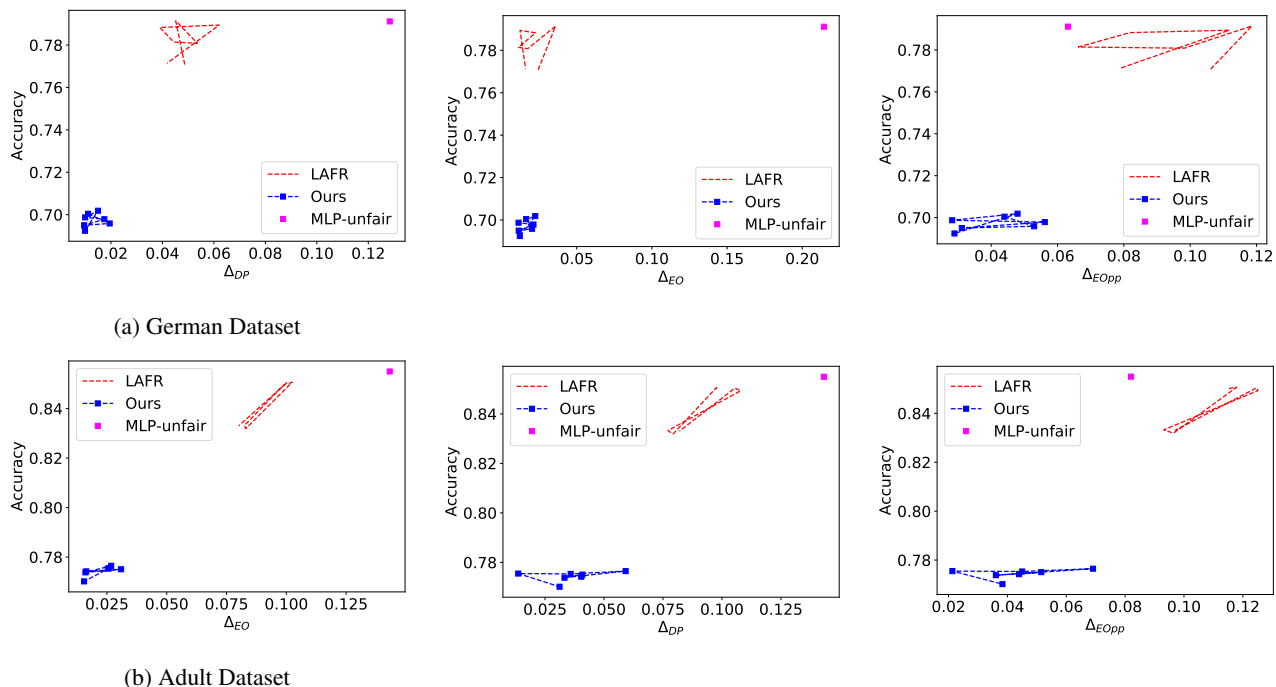 Accuracy
0.78
0.76
0.74
0.72
0.70
0.02
0.04
0.06
0.08
0.10
0.12
Δ_DP
LAFR
Ours
MLP-unfair
Accuracy
0.78
0.76
0.74
0.72
0.70
0.05
0.10
0.15
0.20
Δ_EO
LAFR
Ours
MLP-unfair
Accuracy
0.78
0.76
0.74
0.72
0.70
0.04
0.06
0.08
0.10
0.12
Δ_EOpp
LAFR
Ours
MLP-unfair
(a) German Dataset
Accuracy
0.84
0.82
0.80
0.78
0.025
0.050
0.075
0.100
0.125
Δ_EO
LAFR
Ours
MLP-unfair
Accuracy
0.84
0.82
0.80
0.78
0.025
0.050
0.075
0.100
0.125
Δ_DP
LAFR
Ours
MLP-unfair
Accuracy
0.84
0.82
0.80
0.78
0.02
0.04
0.06
0.08
0.10
0.12
Δ_EOpp
LAFR
Ours
MLP-unfair
(b) Adult Dataset